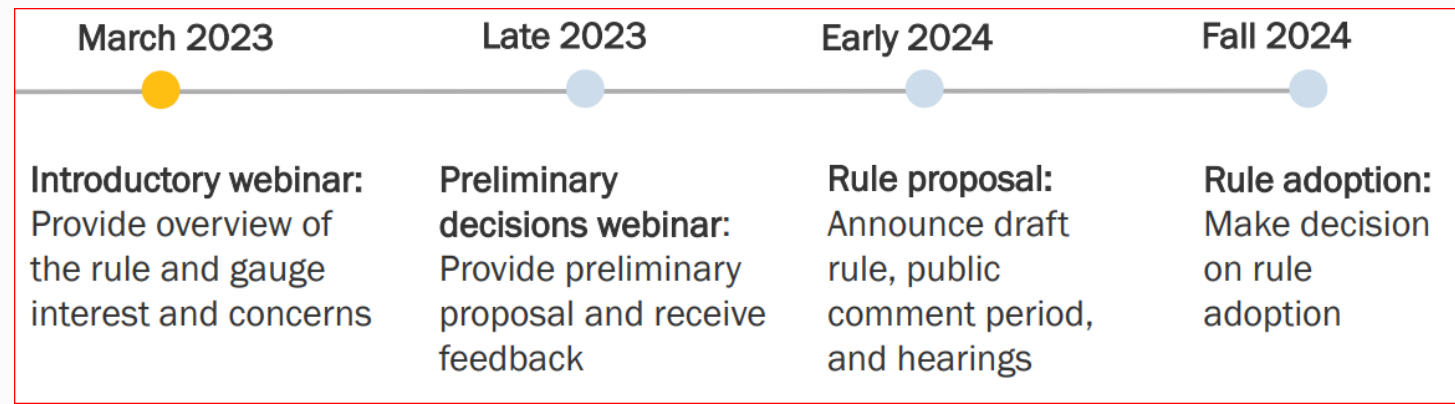 March 2023
Late 2023
Early 2024
Fall 2024
Introductory webinar:
Provide overview of
the rule and gauge
interest and concerns
Preliminary
decisions webinar:
Provide preliminary
proposal and receive
feedback
Rule proposal:
Announce draft
rule, public
comment period,
and hearings
Rule adoption:
Make decision
on rule
adoption